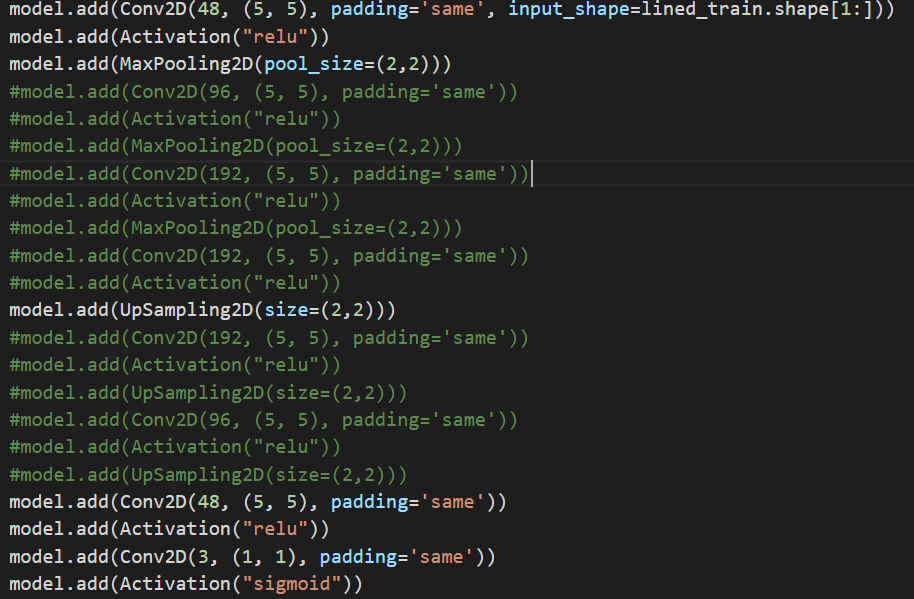 model.add(Conv2D(48, (5, 5), padding='same', input_shape=lined_train.shape[1:]))
model.add(Activation("relu"))
model.add(MaxPooling2D(pool_size=(2,2)))
#model.add(Conv2D(96, (5, 5), padding='same'))
#model.add(Activation("relu"))
#model.add(MaxPooling2D(pool_size=(2,2)))
#model.add(Conv2D(192, (5, 5), padding='same'))
#model.add(Activation("relu"))
#model.add(MaxPooling2D(pool_size=(2,2)))
#model.add(Conv2D(192, (5, 5), padding='same'))
#model.add(Activation("relu"))
model.add(UpSampling2D(size=(2,2)))
#model.add(Conv2D(192, (5, 5), padding='same'))
#model.add(Activation("relu"))
#model.add(UpSampling2D(size=(2,2)))
#model.add(Conv2D(96, (5, 5), padding='same'))
#model.add(Activation("relu"))
#model.add(UpSampling2D(size=(2,2)))
model.add(Conv2D(48, (5, 5), padding='same'))
model.add(Activation("relu"))
model.add(Conv2D(3, (1, 1), padding='same'))
model.add(Activation("sigmoid"))